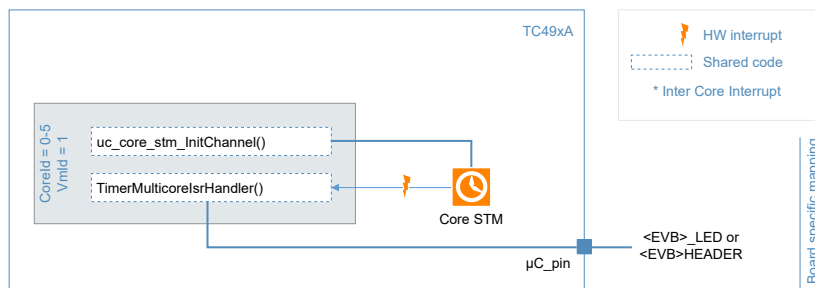 TC49xA
HW interrupt
Shared code
* Inter Core Interrupt
CoreId = 0-5
VmId = 1
uc_core_stm_InitChannel()
TimerMulticoreIsrHandler()
Core STM
µC_pin
<EVB>_LED or
<EVB>HEADER
Board specific mapping